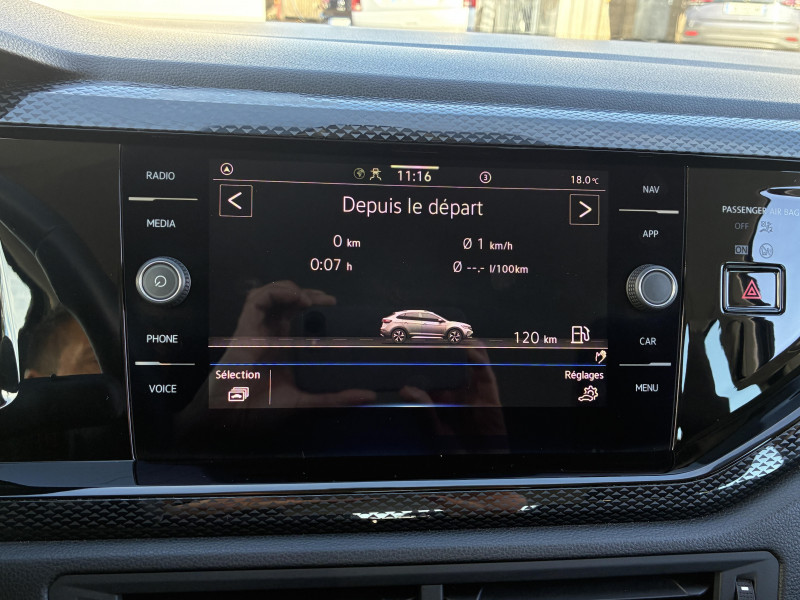 RADIO
MEDIA
PHONE
VOICE
11:16
3
18.0°c
Depuis le départ
0 km
Ø 1 km/h
0:07 h
Ø --,- l/100km
120 km
Sélection
Réglages
NAV
APP
CAR
MENU
PASSENGER AIR BAG
OFF
ON